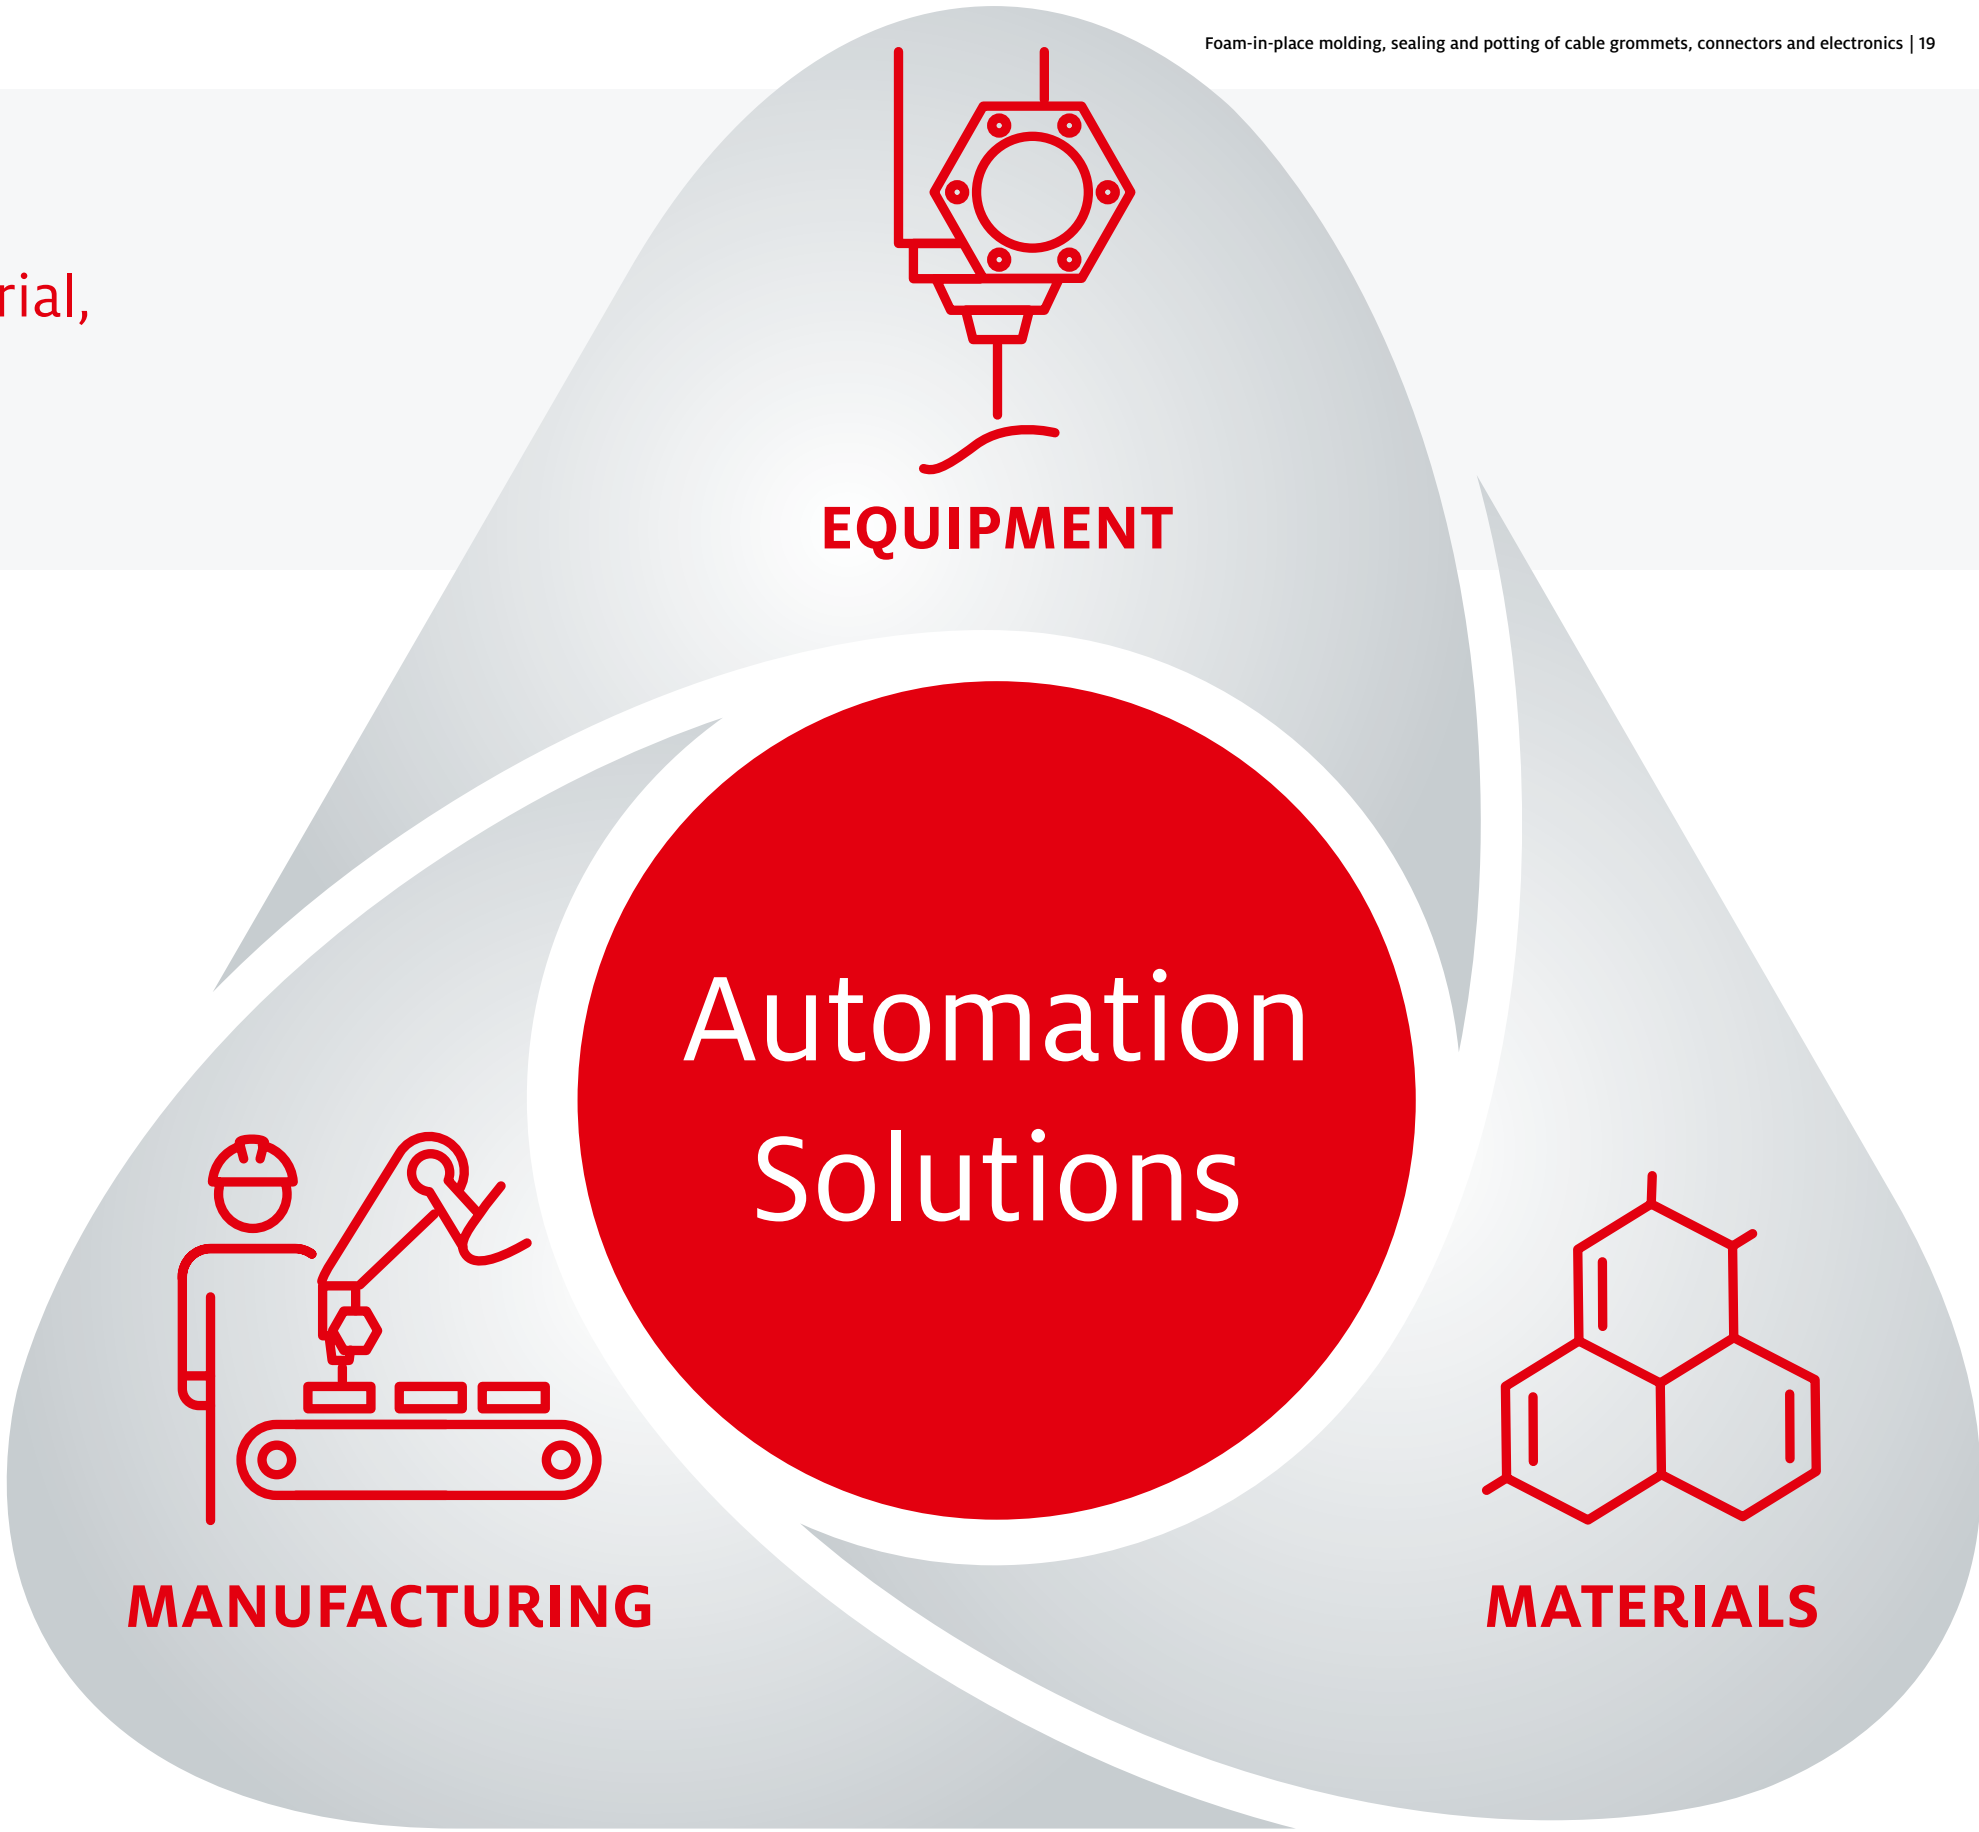 Foam-in-place molding, sealing and potting of cable grommets, connectors and electronics | 19
rial,
EQUIPMENT
Automation
Solutions
MANUFACTURING
MATERIALS